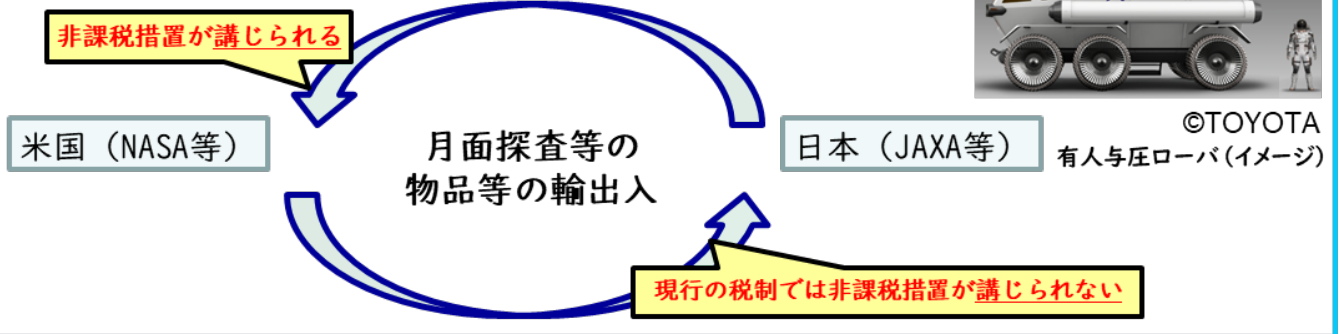 非課税措置が講じられる
米国（NASA等）
月面探査等の
物品等の輸出入
日本（JAXA等）
©TOYOTA
有人与圧ローバ（イメージ）
現行の税制では非課税措置が講じられない